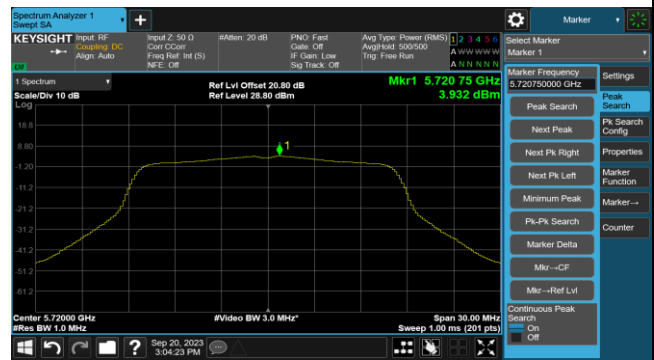 Spectrum Analyzer 1
Swept SA
+
Marker
KEYSIGHT Input: RF Input Z: 50 Ω #Atten: 20 dB PNO: Fast Avg Type: Power (RMS) 1 2 3 4 5 6
Coupling: DC Corr CCorr Gate: Off Avg|Hold: 500/500 A W W W W W
Align: Auto Freq Ref: Int (S) IF Gain: Low Trig: Free Run
NFE: Off Sig Track: Off A N N N N N
Select Marker
Marker 1
1 Spectrum
Scale/Div 10 dB
Ref Lvl Offset 20.80 dB
Ref Level 28.80 dBm
Mkr1 5.720 75 GHz
3.932 dBm
Log
18.8
8.80
-1.20
-11.2
-21.2
-31.2
-41.2
-51.2
-61.2
1
Center 5.72000 GHz
#Res BW 1.0 MHz
#Video BW 3.0 MHz*
Span 30.00 MHz
Sweep 1.00 ms (201 pts)
Marker Frequency
5.720750000 GHz
Peak Search
Next Peak
Next Pk Right
Next Pk Left
Minimum Peak
Pk-Pk Search
Marker Delta
Mkr→CF
Mkr→Ref Lvl
Continuous Peak
Search
On
Off
Settings
Peak
Search
Pk Search
Config
Properties
Marker
Function
Marker→
Counter
?
Sep 20, 2023
3:04:23 PM